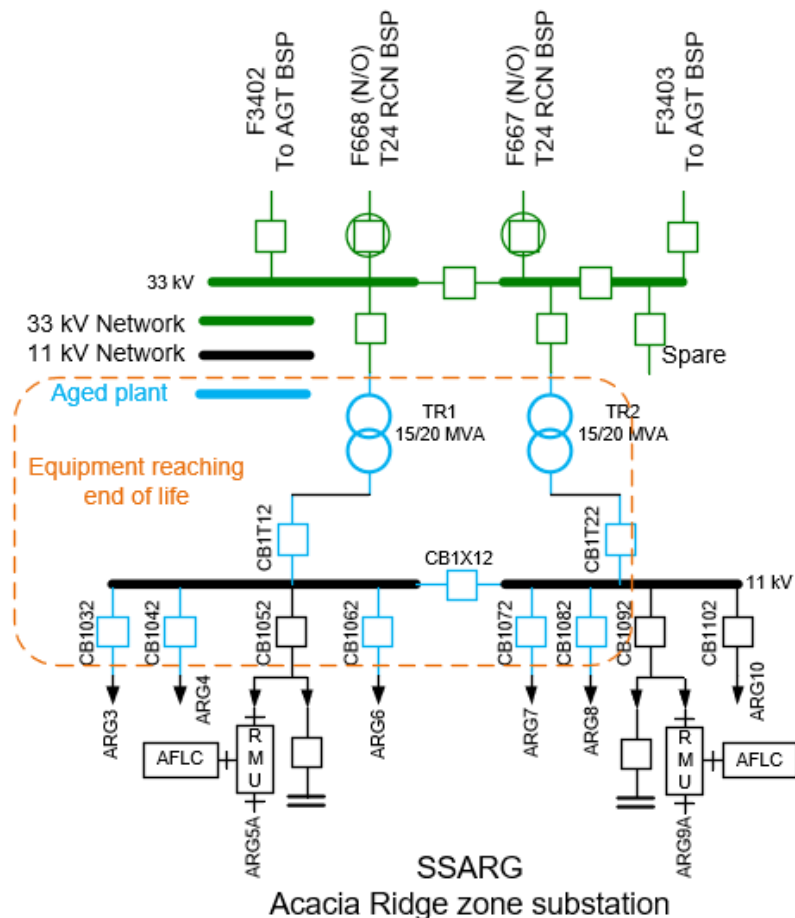 F3402
To AGT BSP
F668 (N/O)
T24 RCN BSP
F667 (N/O)
T24 RCN BSP
F3403
To AGT BSP
33 kV
33 kV Network
11 kV Network
Aged plant
Spare
TR1
15/20 MVA
TR2
15/20 MVA
Equipment reaching
end of life
CB1T12
CB1T22
CB1X12
11 kV
CB1032
CB1042
CB1052
CB1062
CB1072
CB1082
CB1092
CB1102
ARG3
ARG4
ARG6
ARG7
ARG8
ARG10
AFLC
RMU
RMU
AFLC
ARG5A
ARG9A
SSARG
Acacia Ridge zone substation